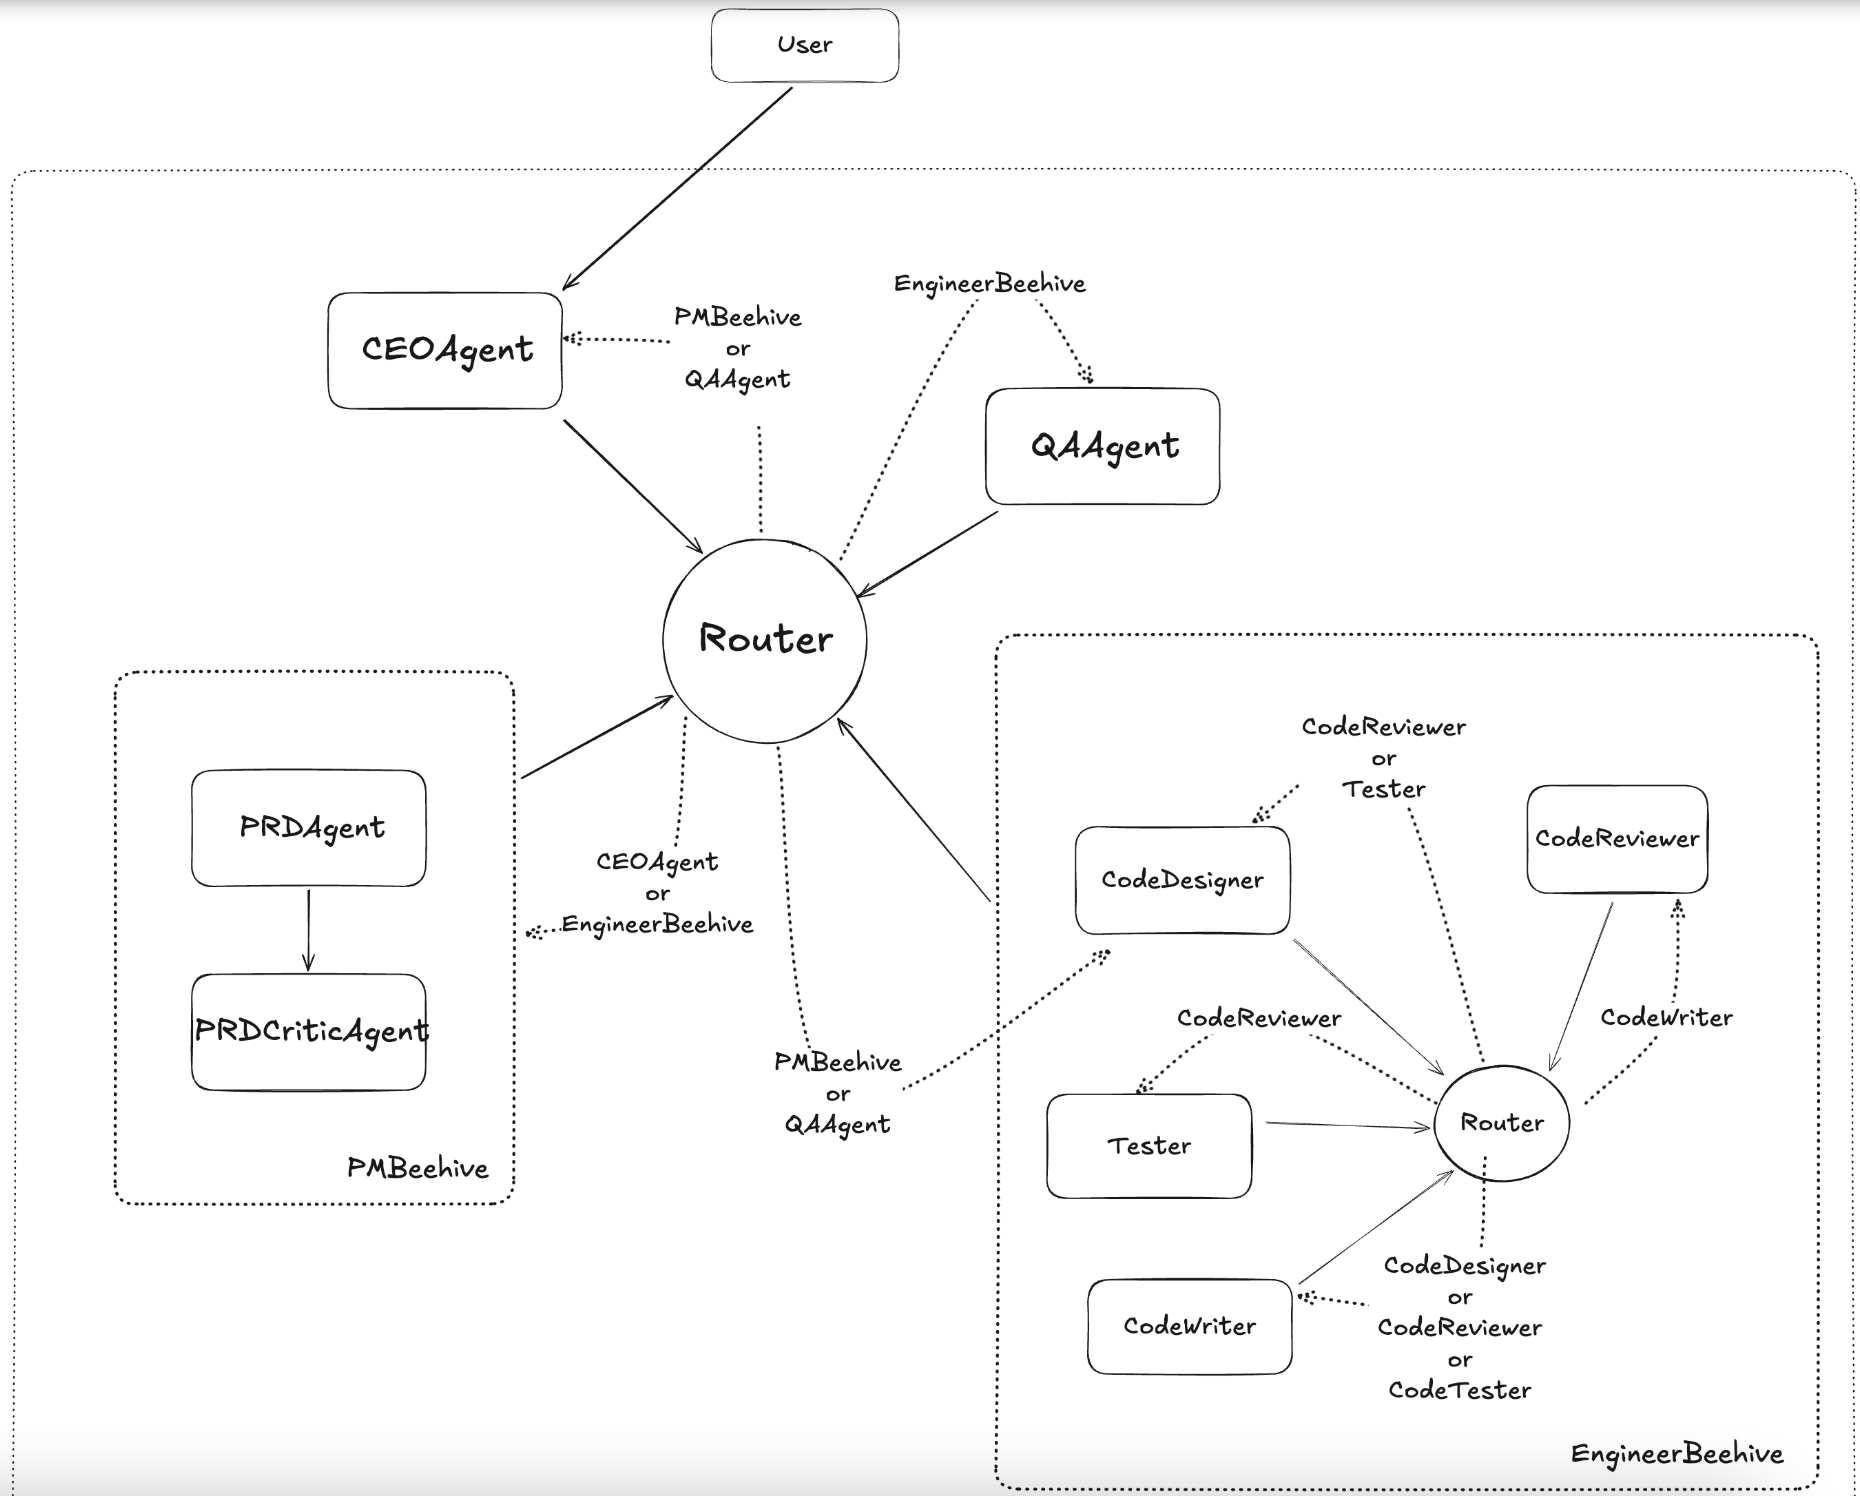 User
EngineerBeehive
PMBeehive
or
QAAgent
CEOAgent
QAAgent
Router
CodeReviewer
or
Tester
CodeReviewer
PRDAgent
CEOAgent
or
EngineerBeehive
CodeDesigner
CodeReviewer
CodeWriter
PRDCriticAgent
PMBeehive
or
QAAgent
Router
Tester
PMBeehive
CodeDesigner
or
CodeReviewer
or
CodeTester
CodeWriter
EngineerBeehive